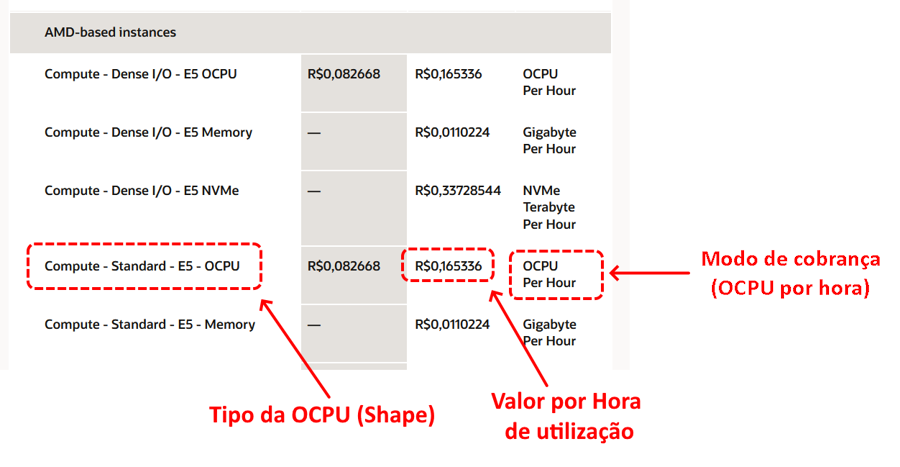 AMD-based instances
Compute - Dense I/O - E5 OCPU R$0,082668 R$0,165336 OCPU
Per Hour
Compute - Dense I/O - E5 Memory — R$0,0110224 Gigabyte
Per Hour
Compute - Dense I/O - E5 NVMe — R$0,33728544 NVMe
Terabyte
Per Hour
Compute - Standard - E5 - OCPU R$0,082668 R$0,165336 OCPU
Per Hour
Modo de cobrança
(OCPU por hora)
Compute - Standard - E5 - Memory — R$0,0110224 Gigabyte
Per Hour
Tipo da OCPU (Shape)
Valor por Hora
de utilização